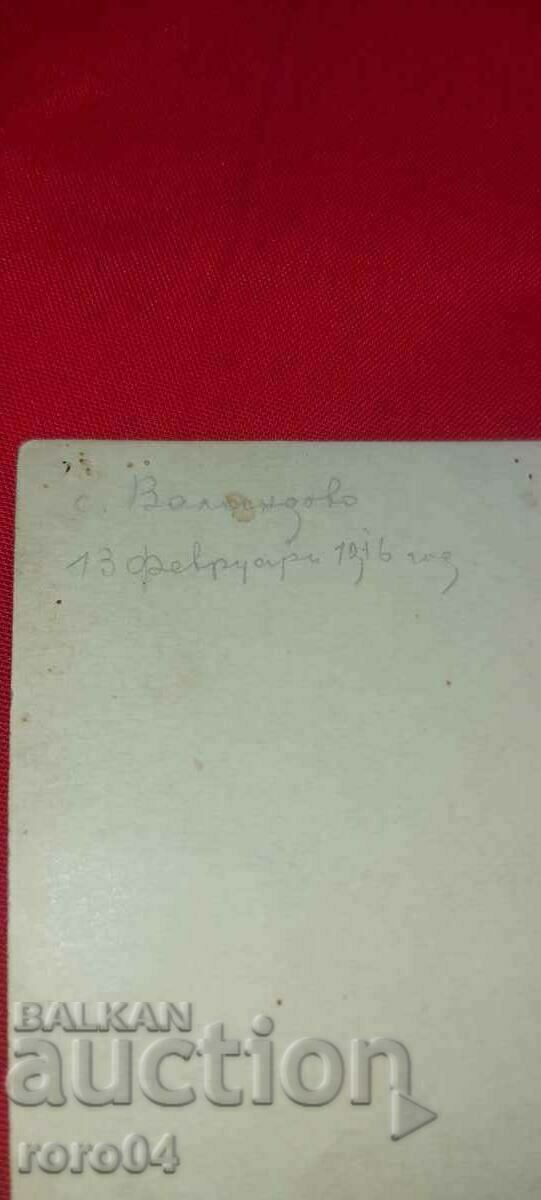 с. Валандово
13 февруари 1916 год
BALKAN
auction
roro04